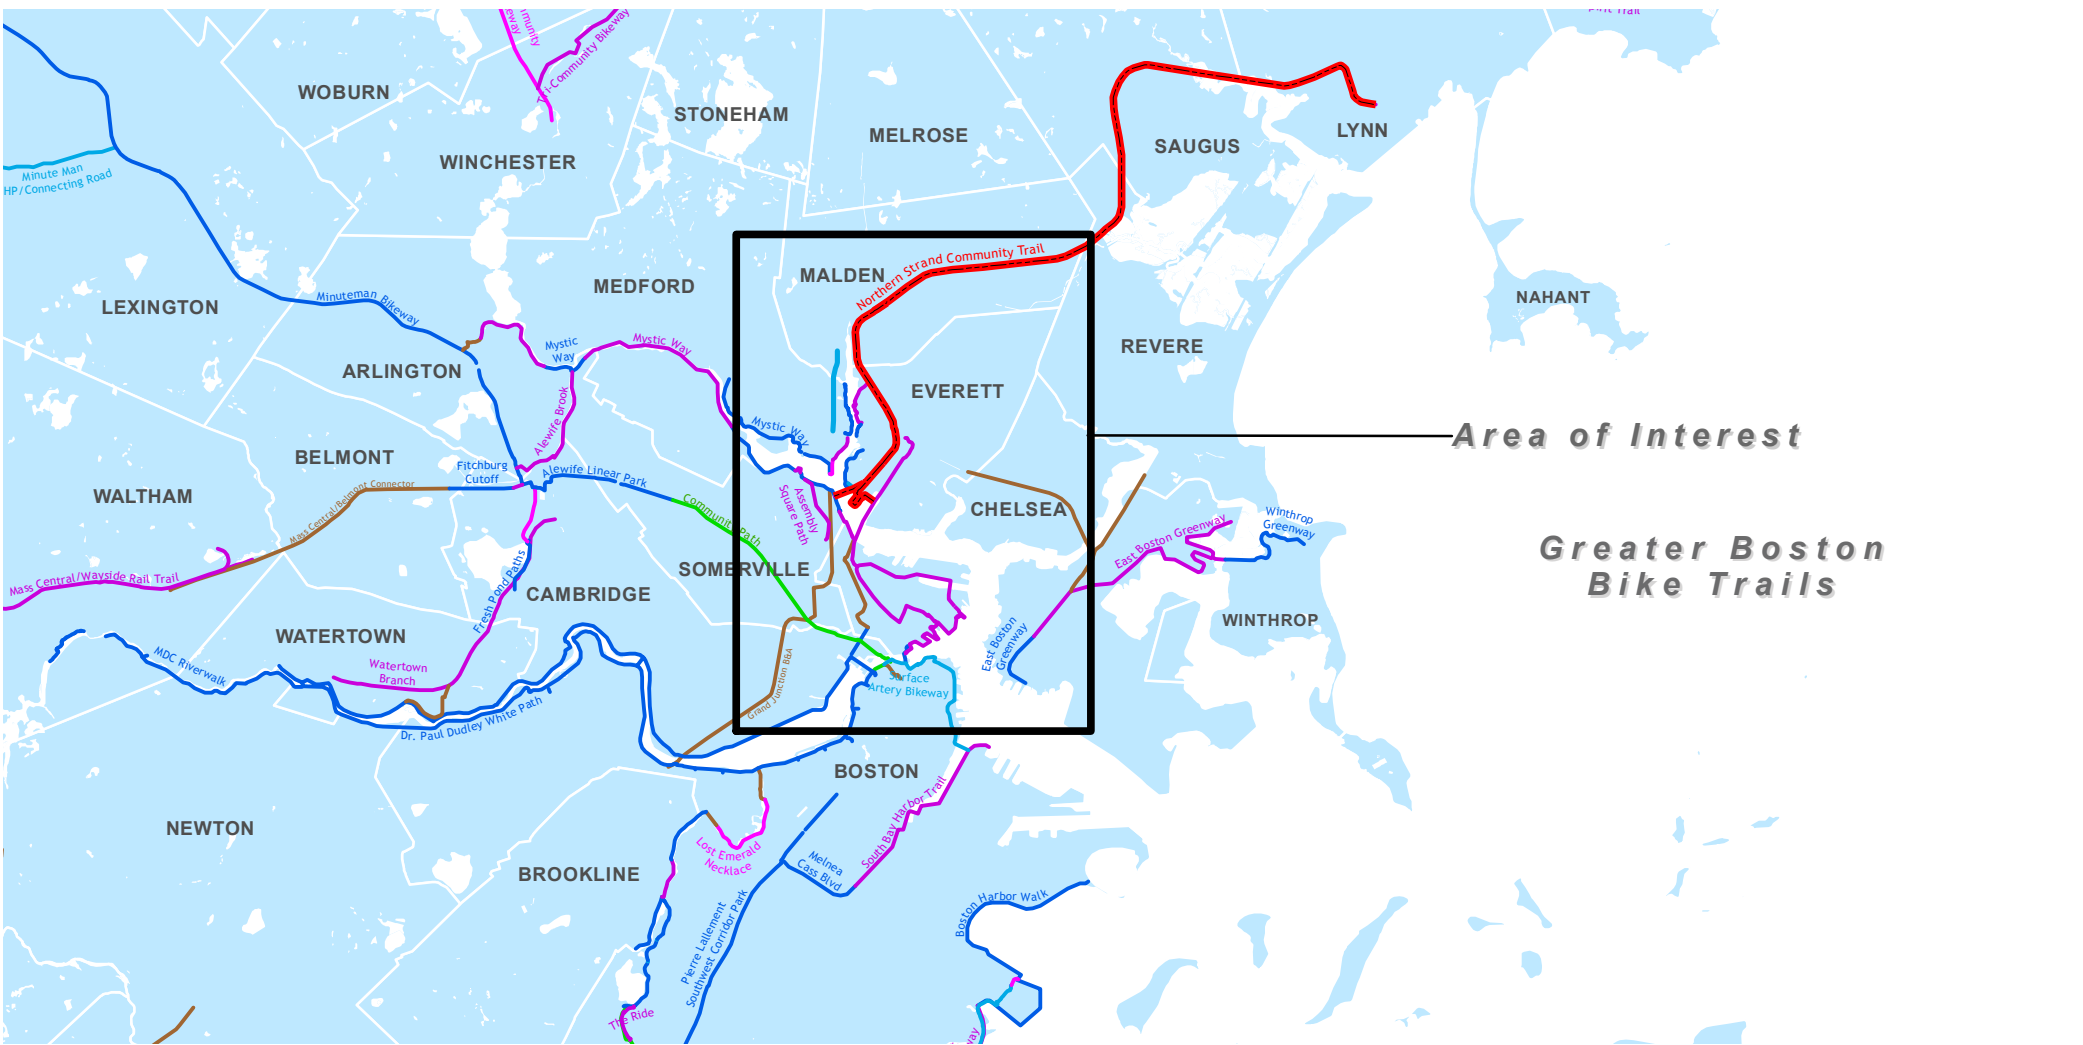 Tri-Community Bikeway
WOBURN
STONEHAM
MELROSE
LYNN
SAUGUS
WINCHESTER
Minute Man
HP/Connecting Road
Northern Strand Community Trail
MALDEN
MEDFORD
NAHANT
LEXINGTON
Minuteman Bikeway
Mystic
Way
Mystic Way
REVERE
ARLINGTON
EVERETT
Alewife Brook
Mystic Way
Area of Interest
BELMONT
Fitchburg
Cutoff
Alewife Linear Park
Mass Central/Belmont Connector
WALTHAM
Community Path
Assembly
Square Path
CHELSEA
Winthrop
Greenway
East Boston Greenway
Greater Boston
Bike Trails
SOMERVILLE
Mass Central/Wayside Rail Trail
Fresh Pond Paths
CAMBRIDGE
WINTHROP
WATERTOWN
East Boston
Greenway
MDC Riverwalk
Watertown
Branch
Grand Junction B&A
Surface
Artery Bikeway
Dr. Paul Dudley White Path
BOSTON
NEWTON
South Bay Harbor Trail
Lost Emerald
Necklace
Melnea
Cass Blvd
BROOKLINE
Boston Harbor Walk
Pierre Lallement
Southwest Corridor Park
The Ride